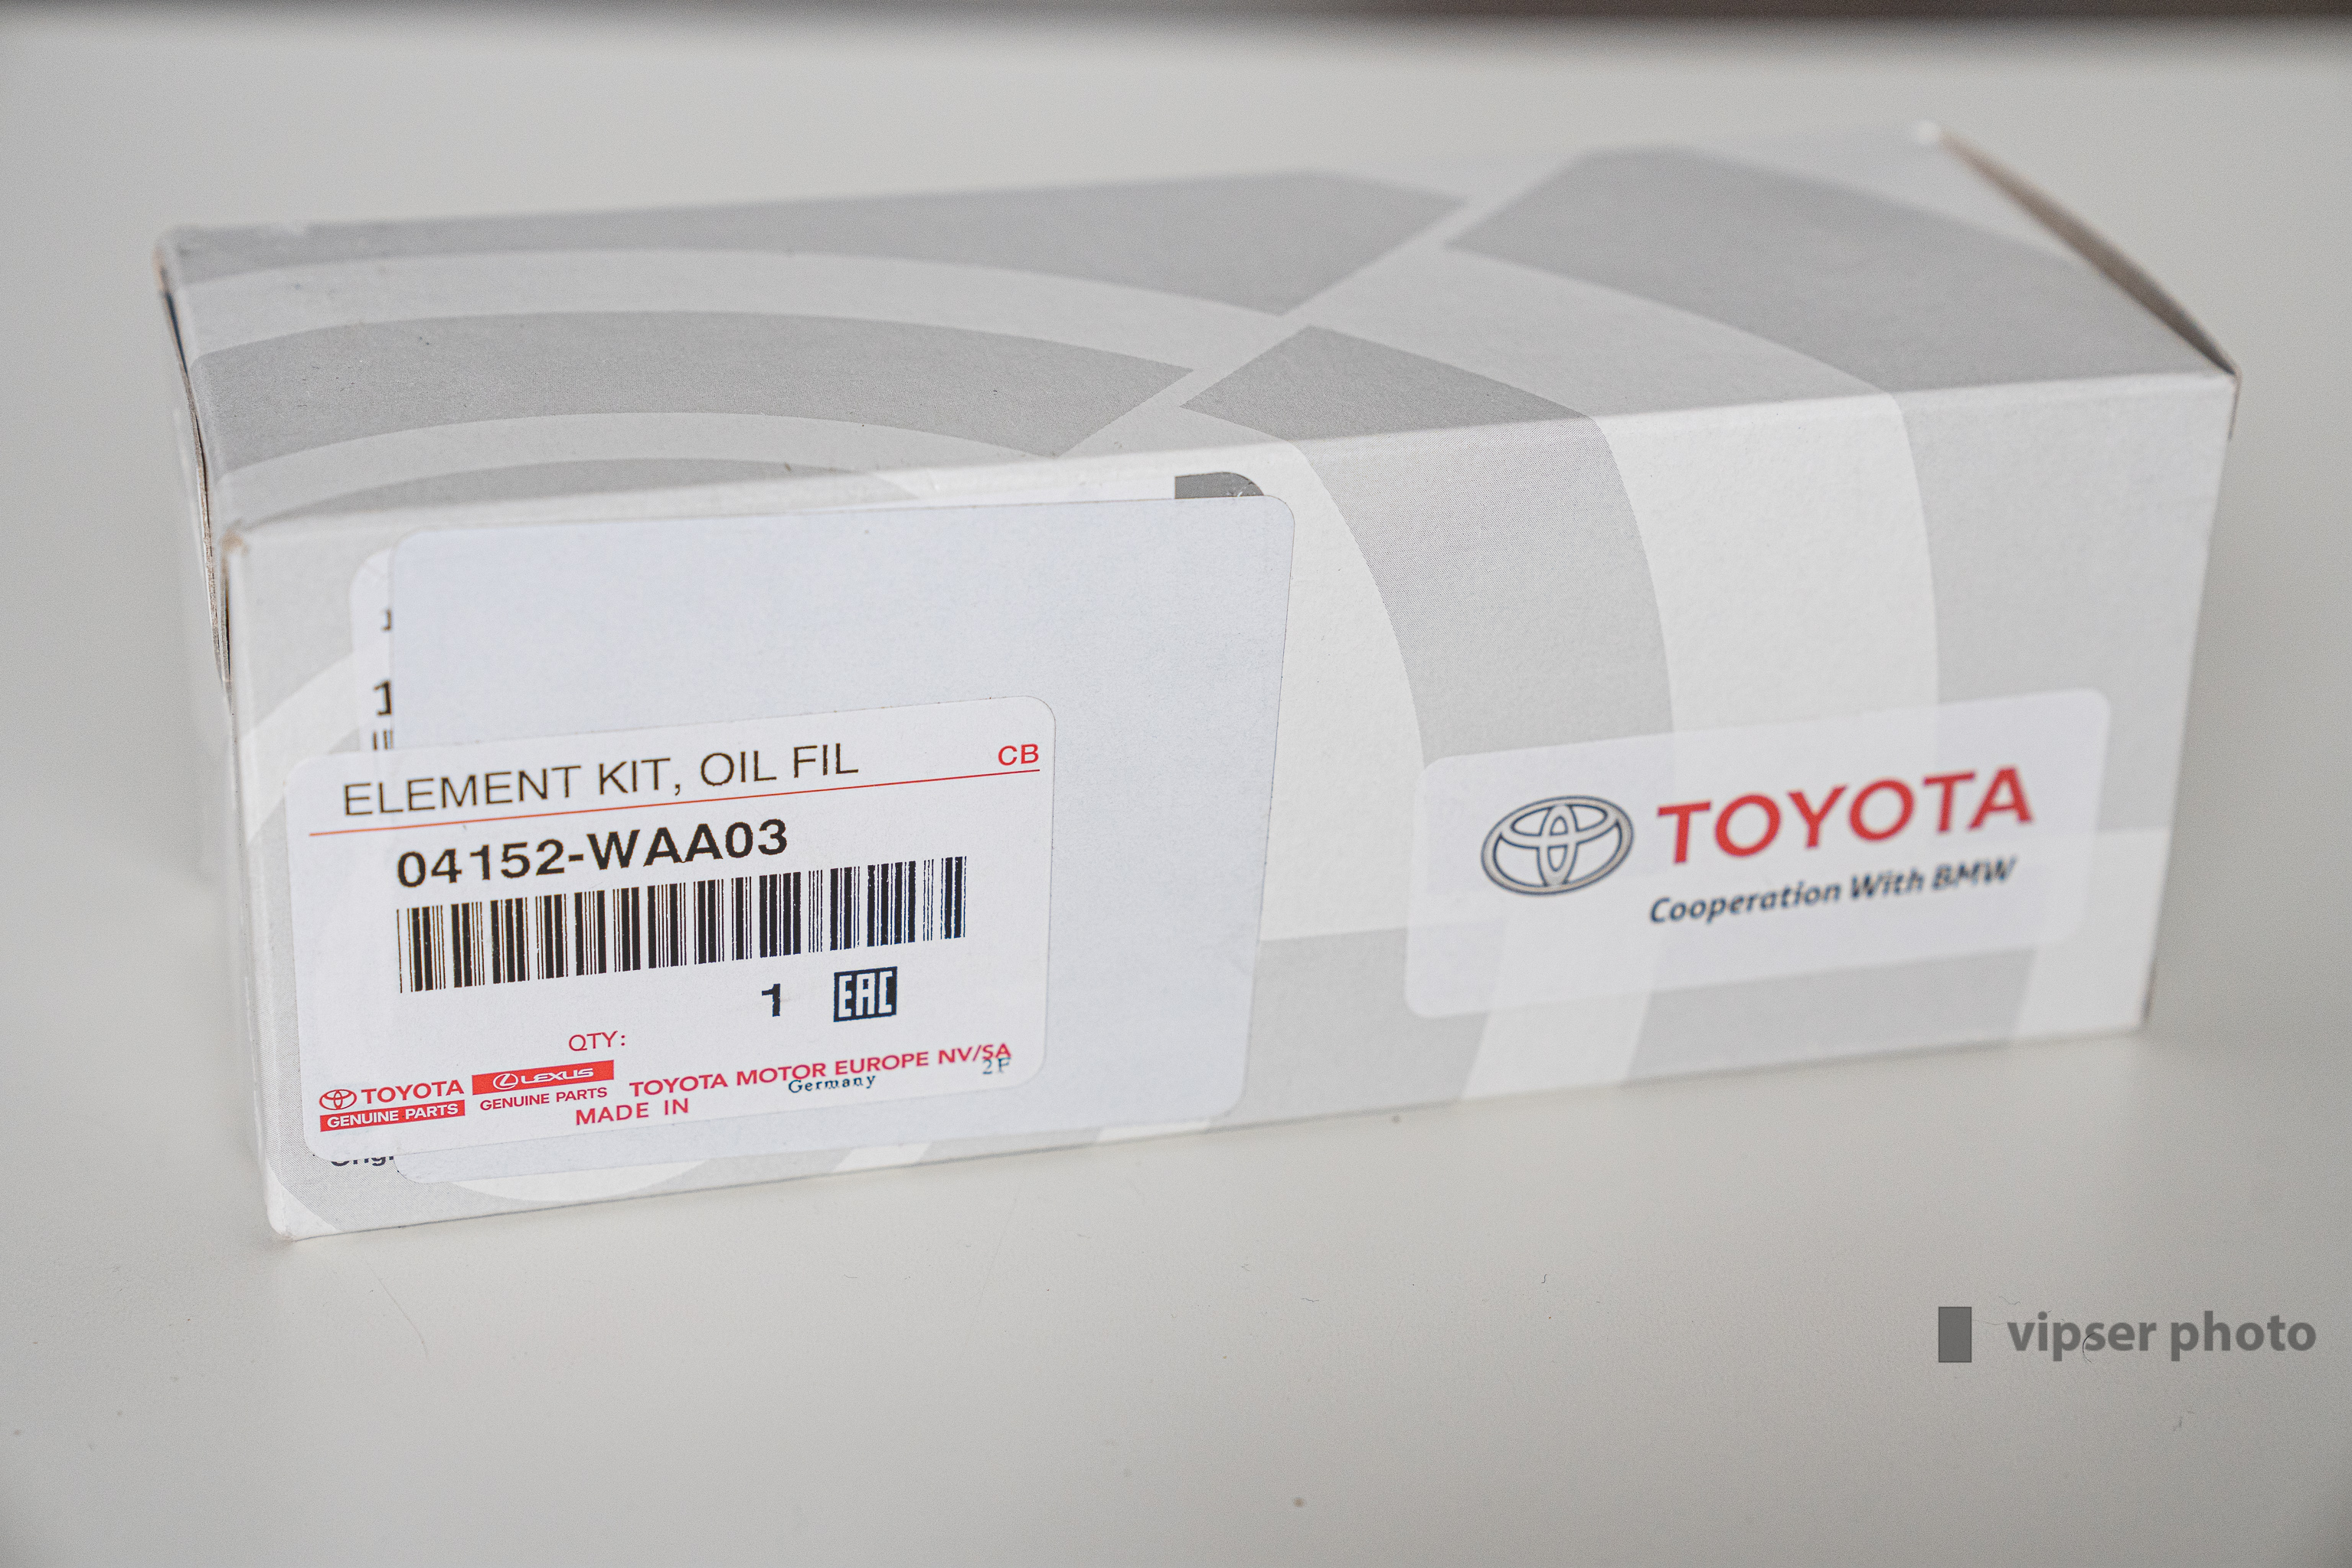 ELEMENT KIT, OIL FIL CB
04152-WAA03
1 EAC
QTY:
TOYOTA
GENUINE PARTS
LEXUS
GENUINE PARTS
TOYOTA MOTOR EUROPE NV/SA
Germany 2F
MADE IN
TOYOTA
Cooperation With BMW
vipser photo